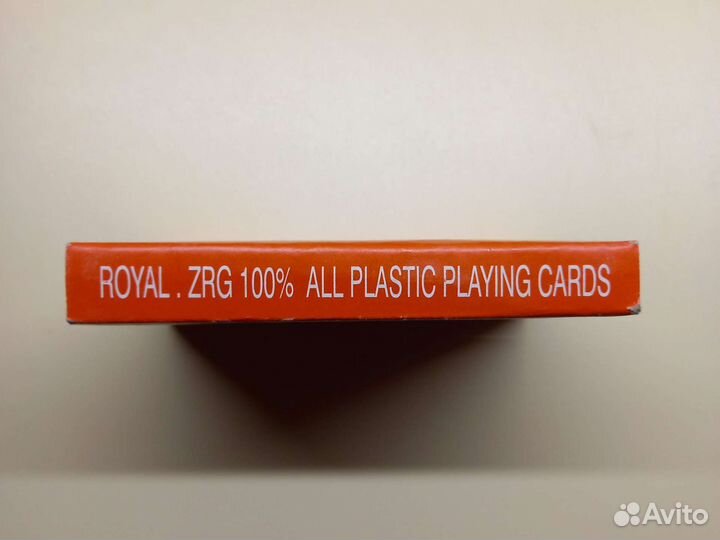 ROYAL . ZRG 100% ALL PLASTIC PLAYING CARDS
Avito